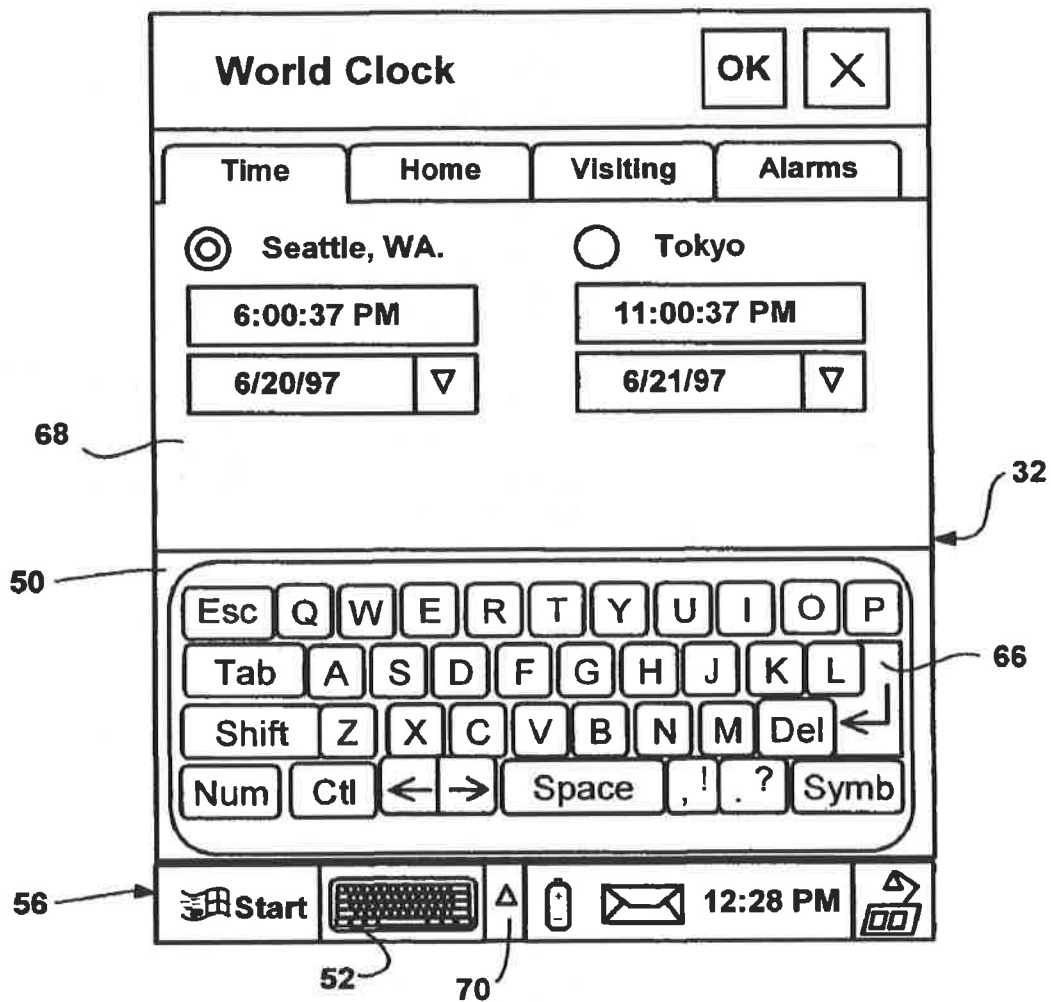 World Clock OK X
Time Home Visiting Alarms
Seattle, WA. Tokyo
6:00:37 PM 11:00:37 PM
6/20/97 6/21/97
68
32
50
Esc Q W E R T Y U I O P
Tab A S D F G H J K L
66
Shift Z X C V B N M Del
Num Ctl Space , ! . ? Symb
56
Start 12:28 PM
52
70